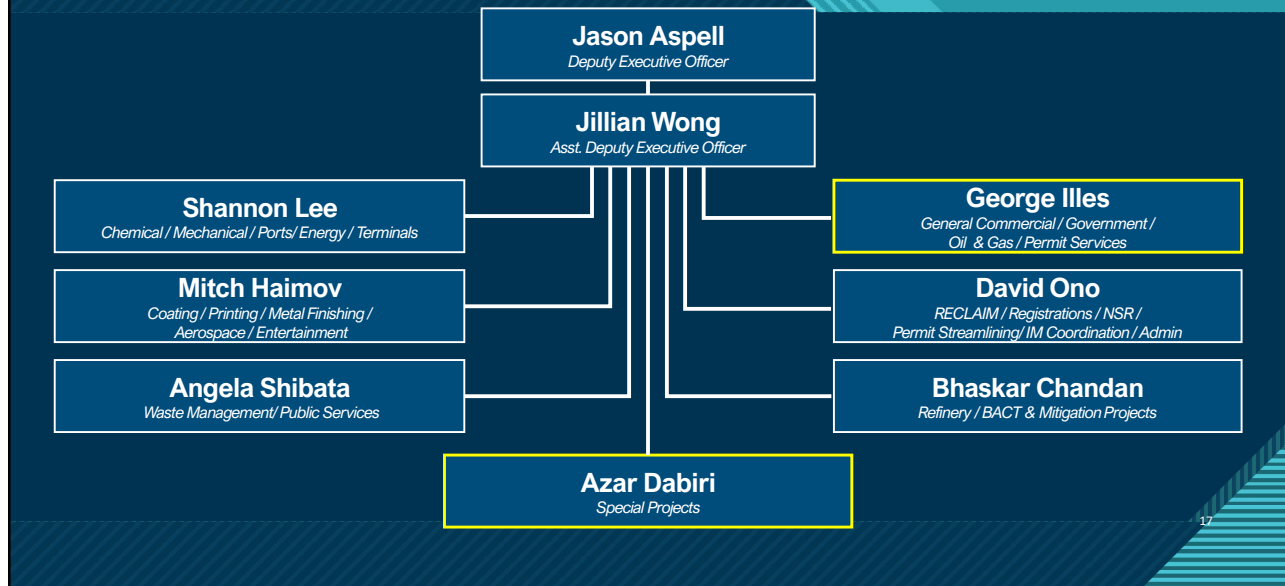 Jason Aspell
Deputy Executive Officer
Jillian Wong
Asst. Deputy Executive Officer
Shannon Lee
Chemical / Mechanical / Ports/ Energy / Terminals
George Illes
General Commercial / Government /
Oil & Gas / Permit Services
Mitch Haimov
Coating / Printing / Metal Finishing /
Aerospace / Entertainment
David Ono
RECLAIM / Registrations / NSR /
Permit Streamlining/ IM Coordination / Admin
Angela Shibata
Waste Management/ Public Services
Bhaskar Chandan
Refinery / BACT & Mitigation Projects
Azar Dabiri
Special Projects
17